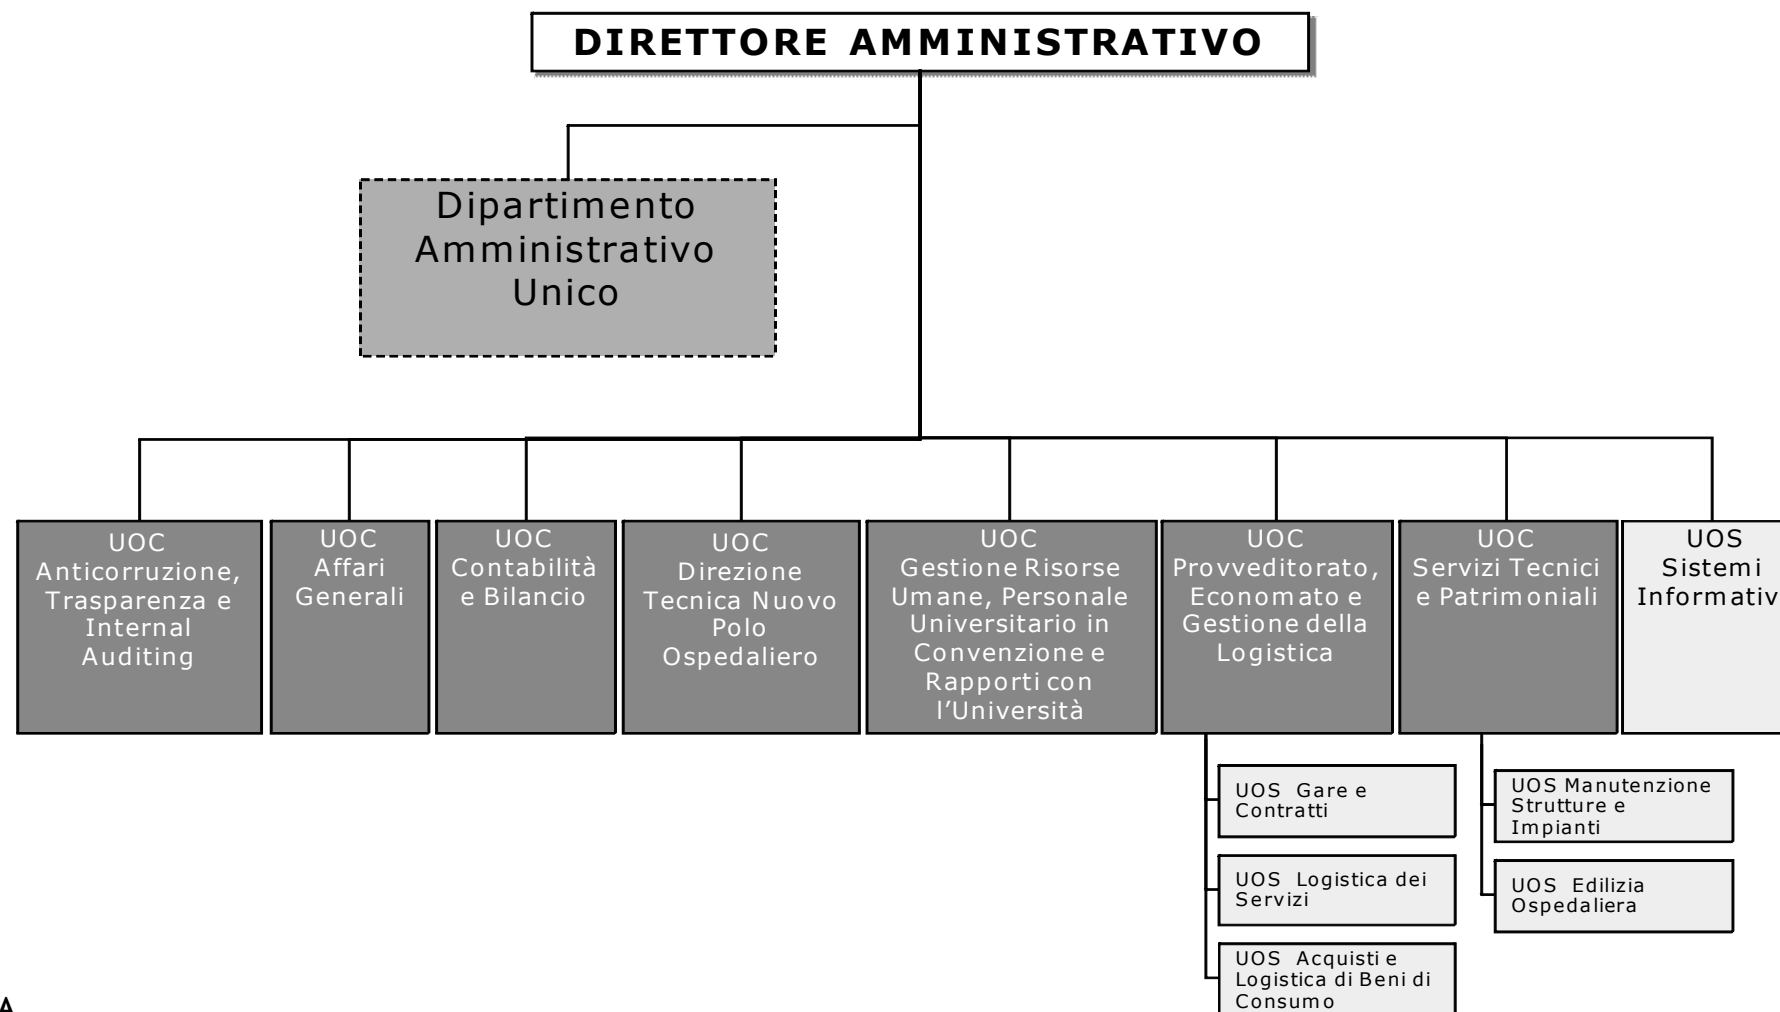 DIRETTORE AMMINISTRATIVO
Dipartimento
Amministrativo
Unico
UOC
Anticorruzione,
Trasparenza e
Internal
Auditing
UOC
Affari
Generali
UOC
Contabilità
e Bilancio
UOC
Direzione
Tecnica Nuovo
Polo
Ospedaliero
UOC
Gestione Risorse
Umane, Personale
Universitario in
Convenzione e
Rapporti con
l’Università
UOC
Provveditorato,
Economato e
Gestione della
Logistica
UOC
Servizi Tecnici
e Patrimoniali
UOS
Sistemi
Informativ
UOS Gare e
Contratti
UOS Logistica dei
Servizi
UOS Acquisti e
Logistica di Beni di
Consumo
UOS Manutenzione
Strutture e
Impianti
UOS Edilizia
Ospedaliera